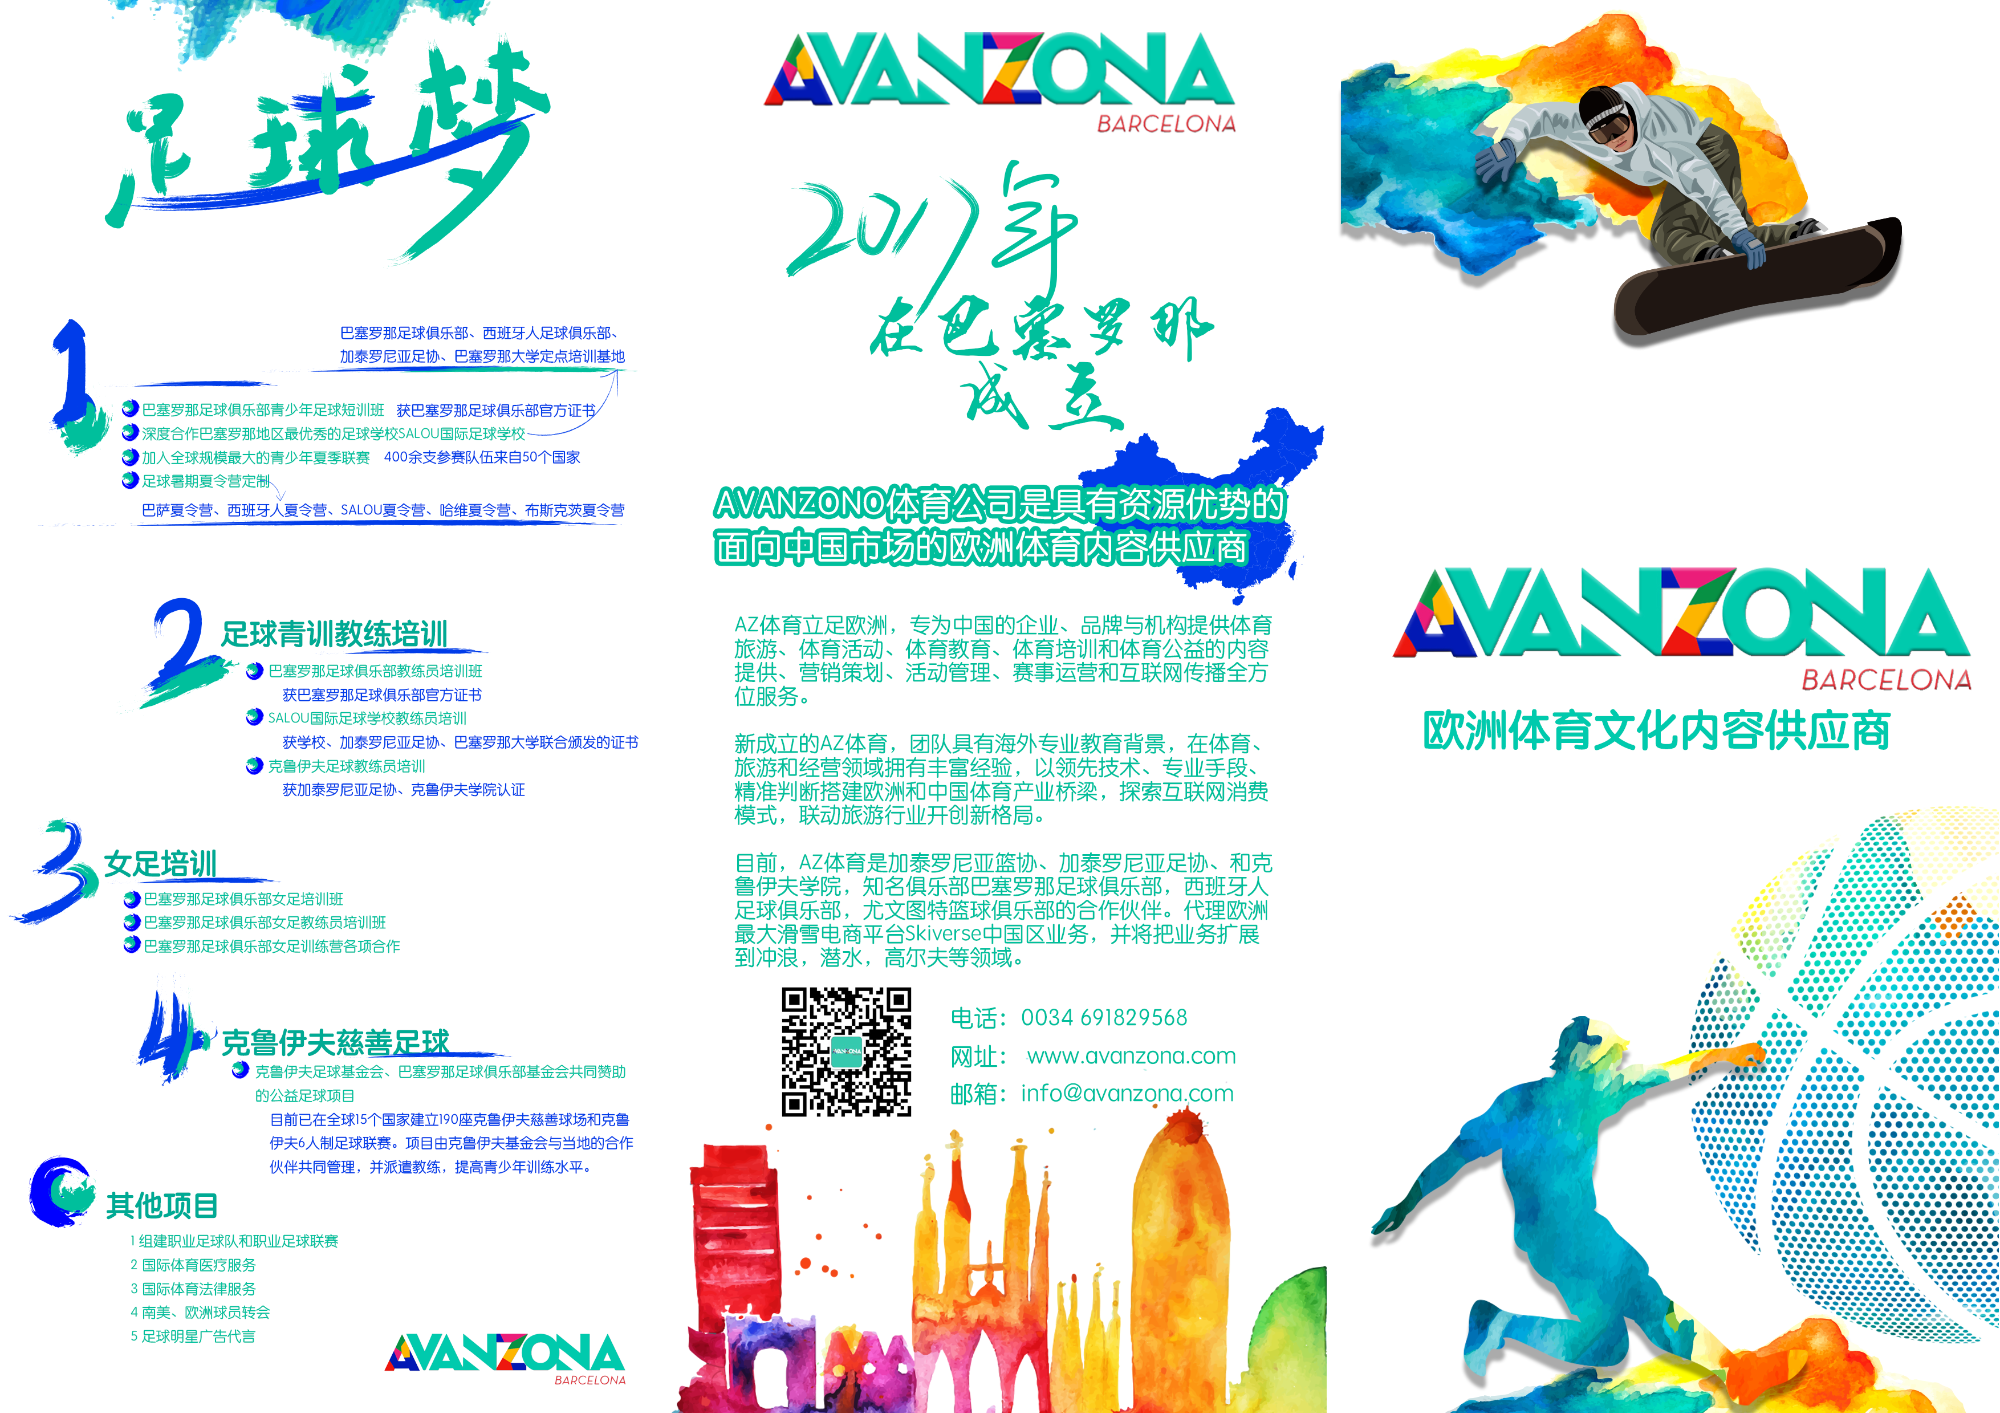 足球梦
1
巴塞罗那足球俱乐部、西班牙人足球俱乐部、
加泰罗尼亚足协、巴塞罗那大学定点培训基地
巴塞罗那足球俱乐部青少年足球短训班 获巴塞罗那足球俱乐部官方证书
深度合作巴塞罗那地区最优秀的足球学校SALOU国际足球学校
加入全球规模最大的青少年夏季联赛 400余支参赛队伍来自50个国家
足球暑期夏令营定制
巴萨夏令营、西班牙人夏令营、SALOU夏令营、哈维夏令营、布斯克茨夏令营
2 足球青训教练培训
巴塞罗那足球俱乐部教练员培训班
获巴塞罗那足球俱乐部官方证书
SALOU国际足球学校教练员培训
获学校、加泰罗尼亚足协、巴塞罗那大学联合颁发的证书
克鲁伊夫足球教练员培训
获加泰罗尼亚足协、克鲁伊夫学院认证
3 女足培训
巴塞罗那足球俱乐部女足培训班
巴塞罗那足球俱乐部女足教练员培训班
巴塞罗那足球俱乐部女足训练营各项合作
4 克鲁伊夫慈善足球
克鲁伊夫足球基金会、巴塞罗那足球俱乐部基金会共同赞助
的公益足球项目
目前已在全球15个国家建立190座克鲁伊夫慈善球场和克鲁
伊夫6人制足球联赛。项目由克鲁伊夫基金会与当地的合作
伙伴共同管理，并派遣教练，提高青少年训练水平。
其他项目
1 组建职业足球队和职业足球联赛
2 国际体育医疗服务
3 国际体育法律服务
4 南美、欧洲球员转会
5 足球明星广告代言
AVANZONA
BARCELONA
AVANZONA
BARCELONA
2017年
在巴塞罗那
成立
AVANZONO体育公司是具有资源优势的
面向中国市场的欧洲体育内容供应商
AZ体育立足欧洲，专为中国的企业、品牌与机构提供体育
旅游、体育活动、体育教育、体育培训和体育公益的内容
提供、营销策划、活动管理、赛事运营和互联网传播全方
位服务。
新成立的AZ体育，团队具有海外专业教育背景，在体育、
旅游和经营领域拥有丰富经验，以领先技术、专业手段、
精准判断搭建欧洲和中国体育产业桥梁，探索互联网消费
模式，联动旅游行业开创新格局。
目前，AZ体育是加泰罗尼亚篮协、加泰罗尼亚足协、和克
鲁伊夫学院，知名俱乐部巴塞罗那足球俱乐部，西班牙人
足球俱乐部，尤文图特篮球俱乐部的合作伙伴。代理欧洲
最大滑雪电商平台Skiverse中国区业务，并将把业务扩展
到冲浪，潜水，高尔夫等领域。
AVANZONA
电话：0034 691829568
网址： www.avanzona.com
邮箱：info@avanzona.com
AVANZONA
BARCELONA
欧洲体育文化内容供应商